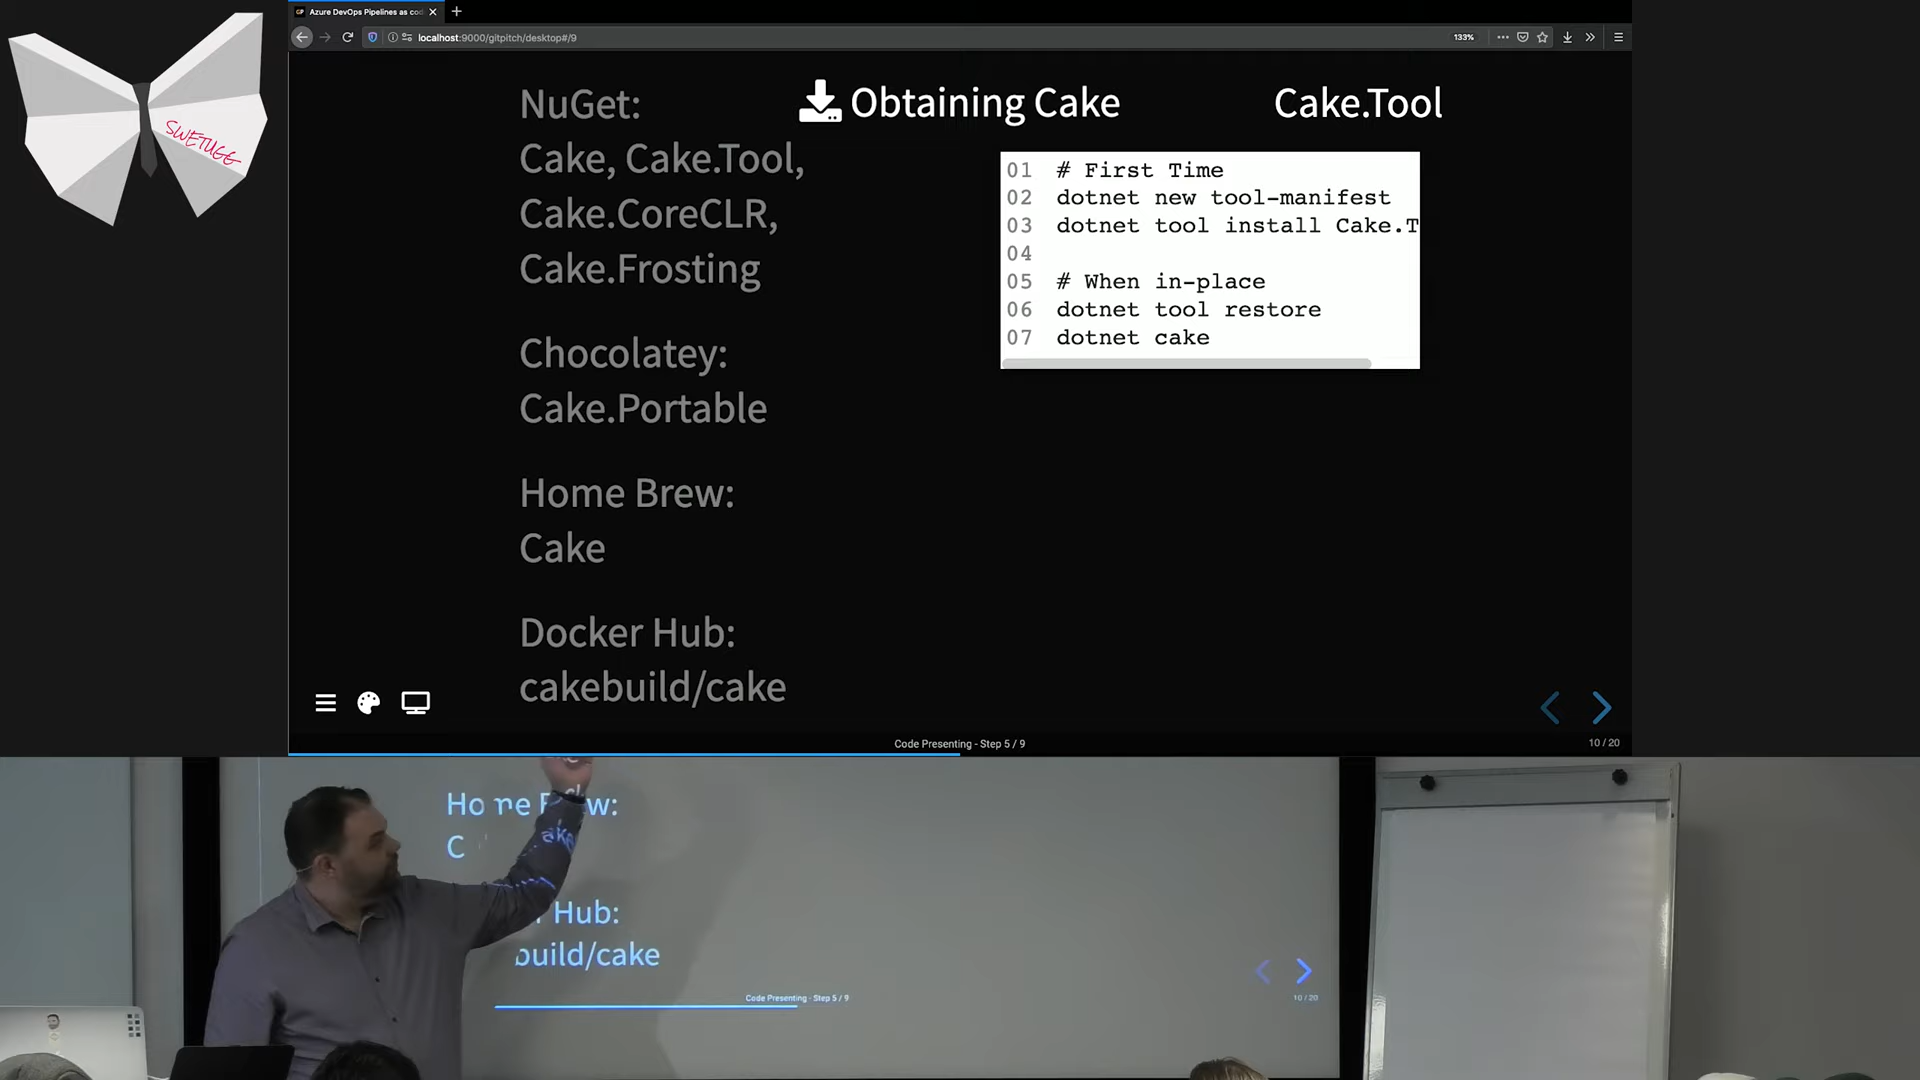 SWETUGG
Azure DevOps Pipelines as cod
localhost:9000/gitpitch/desktop#/9
133%
NuGet:
Cake, Cake.Tool,
Cake.CoreCLR,
Cake.Frosting
Chocolatey:
Cake.Portable
Home Brew:
Cake
Docker Hub:
cakebuild/cake
Obtaining Cake
Cake.Tool
01 # First Time
02 dotnet new tool-manifest
03 dotnet tool install Cake.T
04
05 # When in-place
06 dotnet tool restore
07 dotnet cake
Code Presenting - Step 5 / 9
10 / 20
Hub:
build/cake
Code Presenting - Step 5 / 9
10 / 20